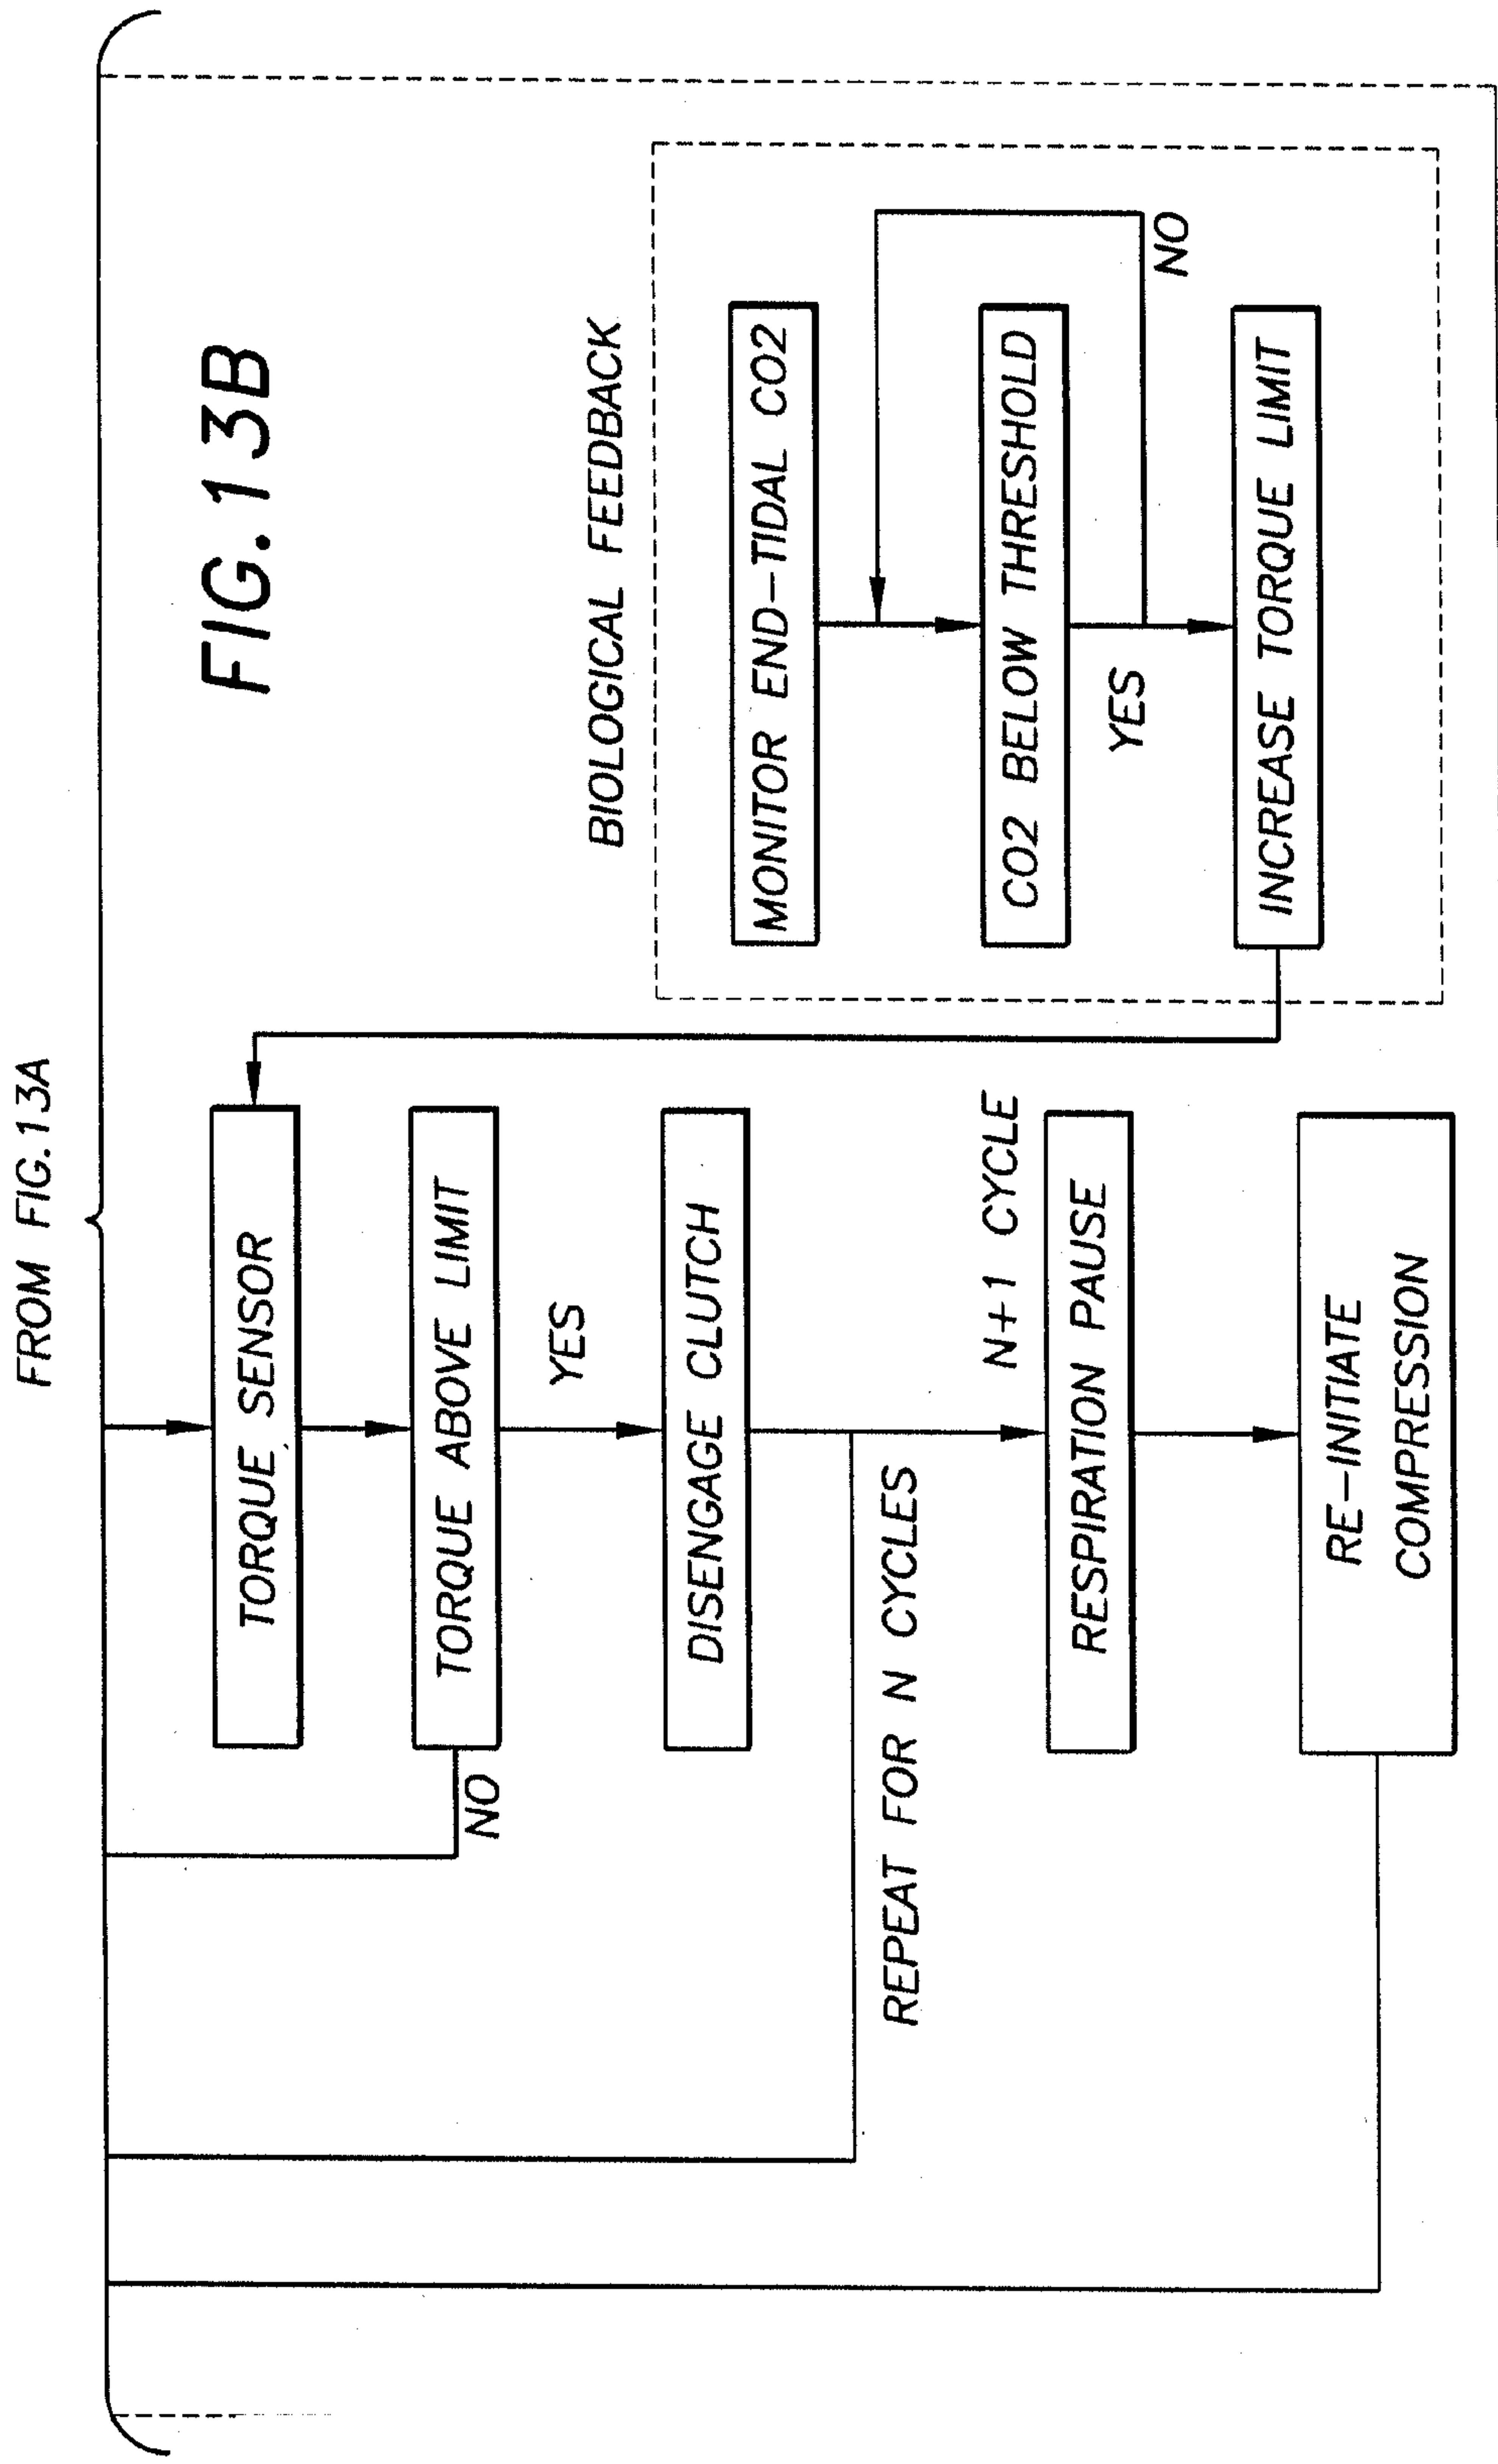 FROM FIG.13A
FIG.13B
TORQUE SENSOR
TORQUE ABOVE LIMIT
NO
YES
DISENGAGE CLUTCH
REPEAT FOR N CYCLES
N+1 CYCLE
RESPIRATION PAUSE
RE-INITIATE
COMPRESSION
BIOLOGICAL FEEDBACK
MONITOR END-TIDAL CO2
CO2 BELOW THRESHOLD
YES
NO
INCREASE TORQUE LIMIT